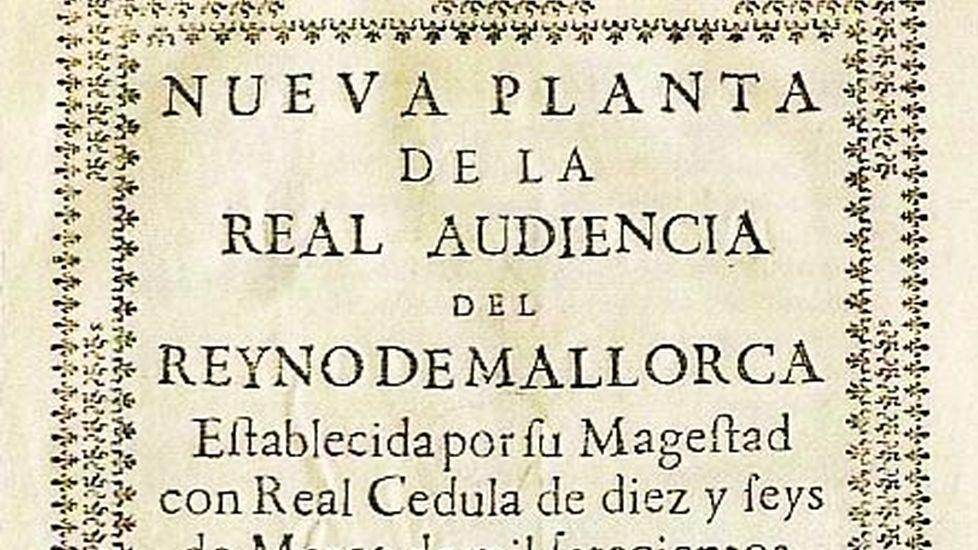 NUEVA PLANTA
DE LA
REAL AUDIENCIA
DEL
REYNO DE MALLORCA
Eſtablecida por ſu Mageſtad
con Real Cedula de diez y ſeys
de